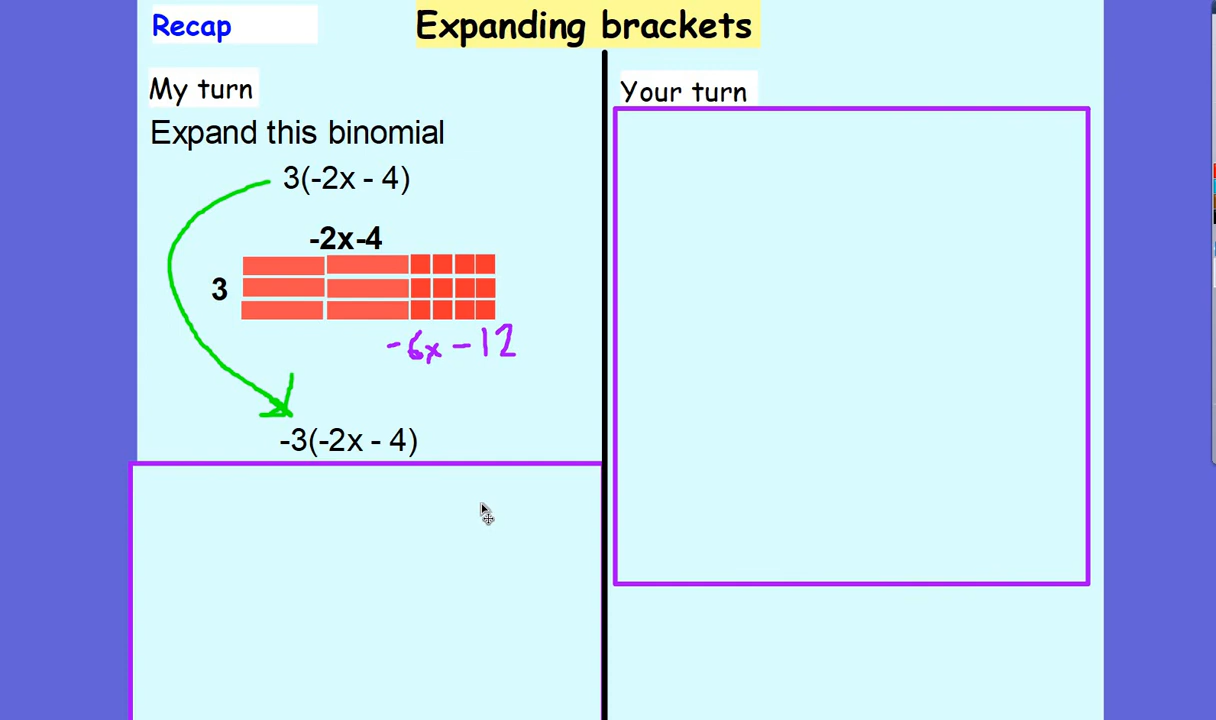 Recap
Expanding brackets
My turn
Expand this binomial
3(-2x - 4)
-2x-4
3
-6x -12
-3(-2x - 4)
Your turn